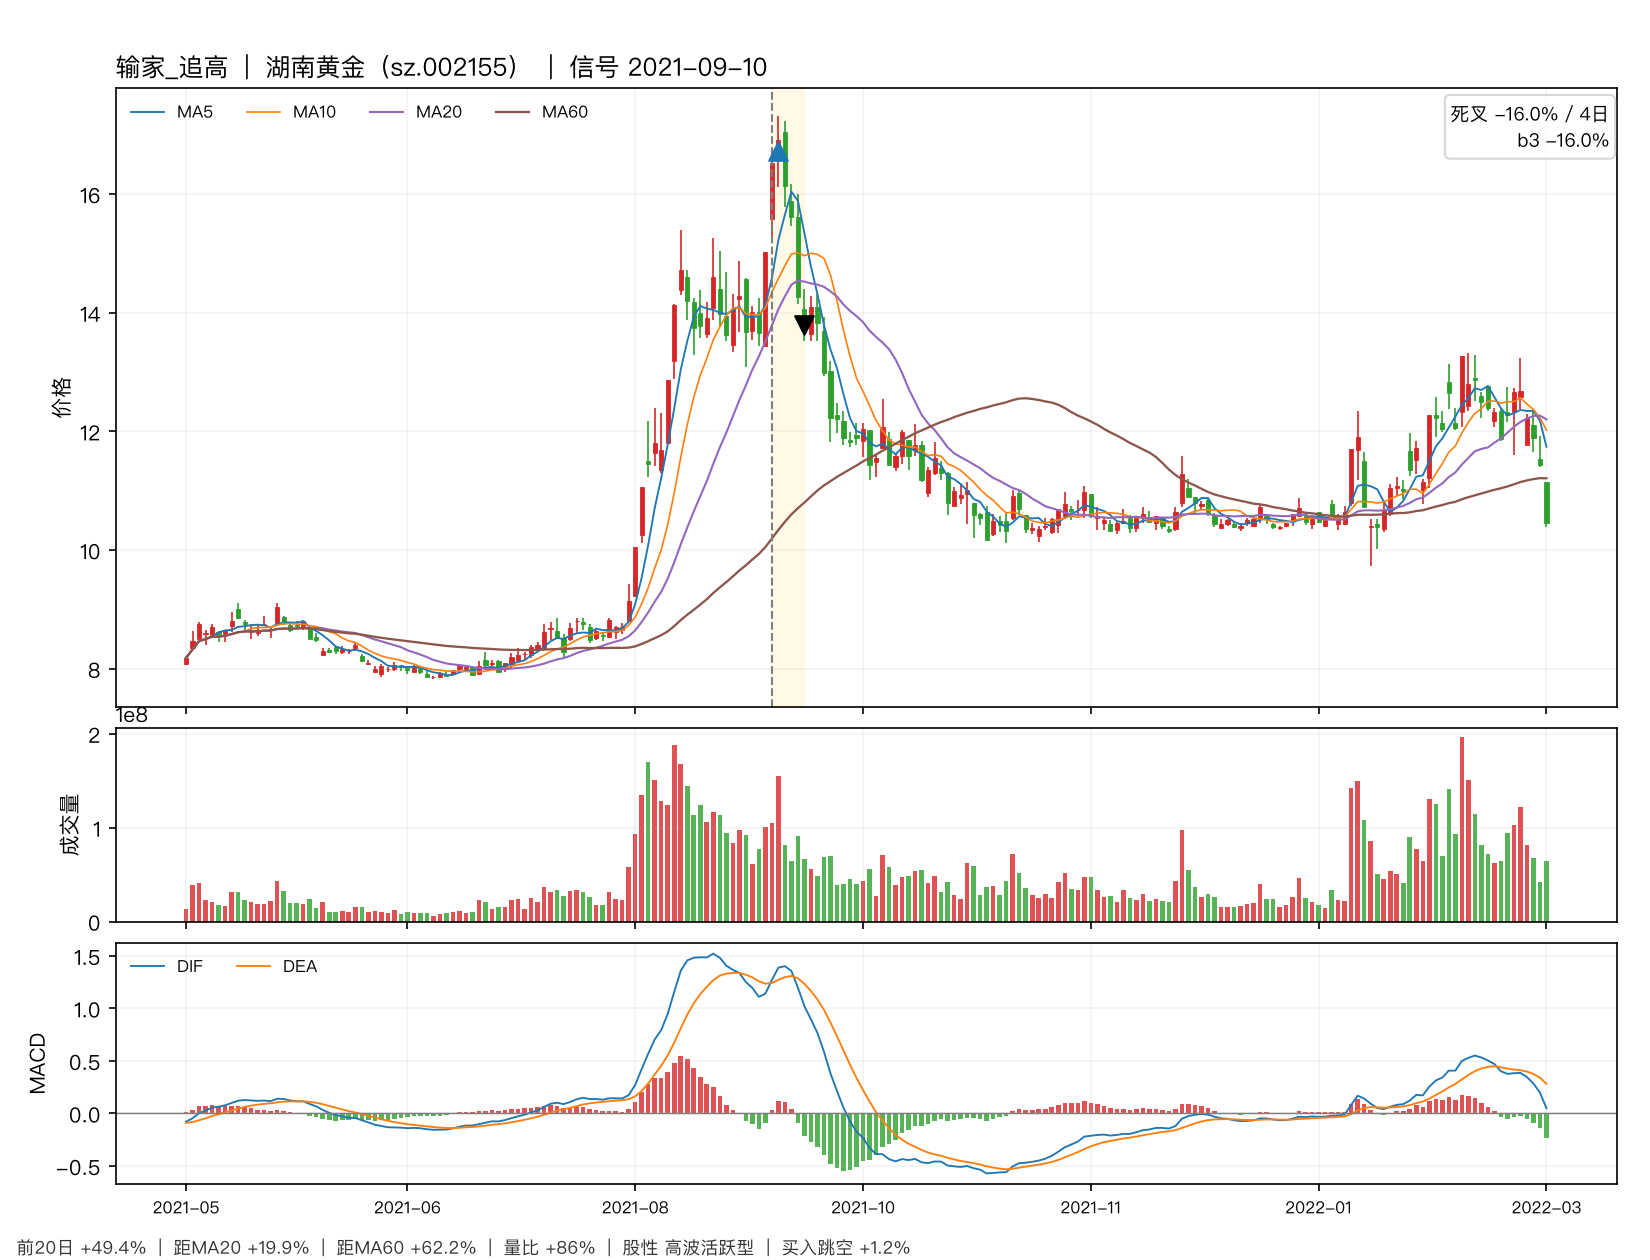 输家_追高 ｜ 湖南黄金（sz.002155） ｜ 信号 2021–09–10
MA5 MA10 MA20 MA60
死叉 –16.0% / 4日
b3 –16.0%
价格
16
14
12
10
8
1e8
成交量
2
1
0
DIF DEA
MACD
1.5
1.0
0.5
0.0
−0.5
2021–05 2021–06 2021–08 2021–10 2021–11 2022–01 2022–03
前20日 +49.4% ｜ 距MA20 +19.9% ｜ 距MA60 +62.2% ｜ 量比 +86% ｜ 股性 高波活跃型 ｜ 买入跳空 +1.2%